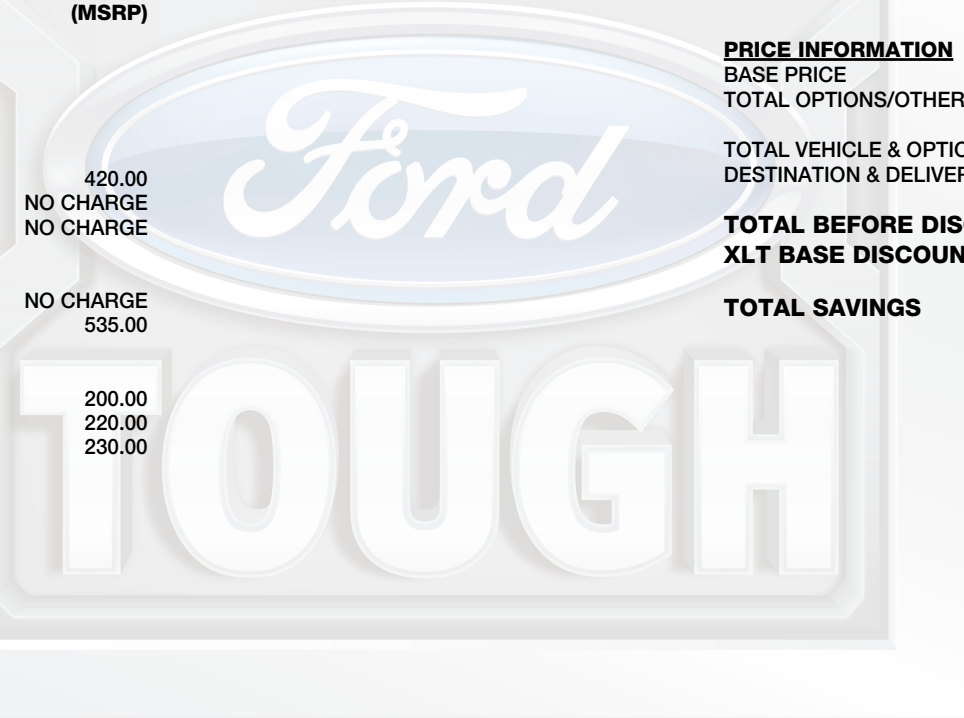 (MSRP)
420.00
NO CHARGE
NO CHARGE
NO CHARGE
535.00
200.00
220.00
230.00
PRICE INFORMATION
BASE PRICE
TOTAL OPTIONS/OTHER
TOTAL VEHICLE & OPTIO
DESTINATION & DELIVER
TOTAL BEFORE DIS
XLT BASE DISCOUN
TOTAL SAVINGS
Ford
TOUGH